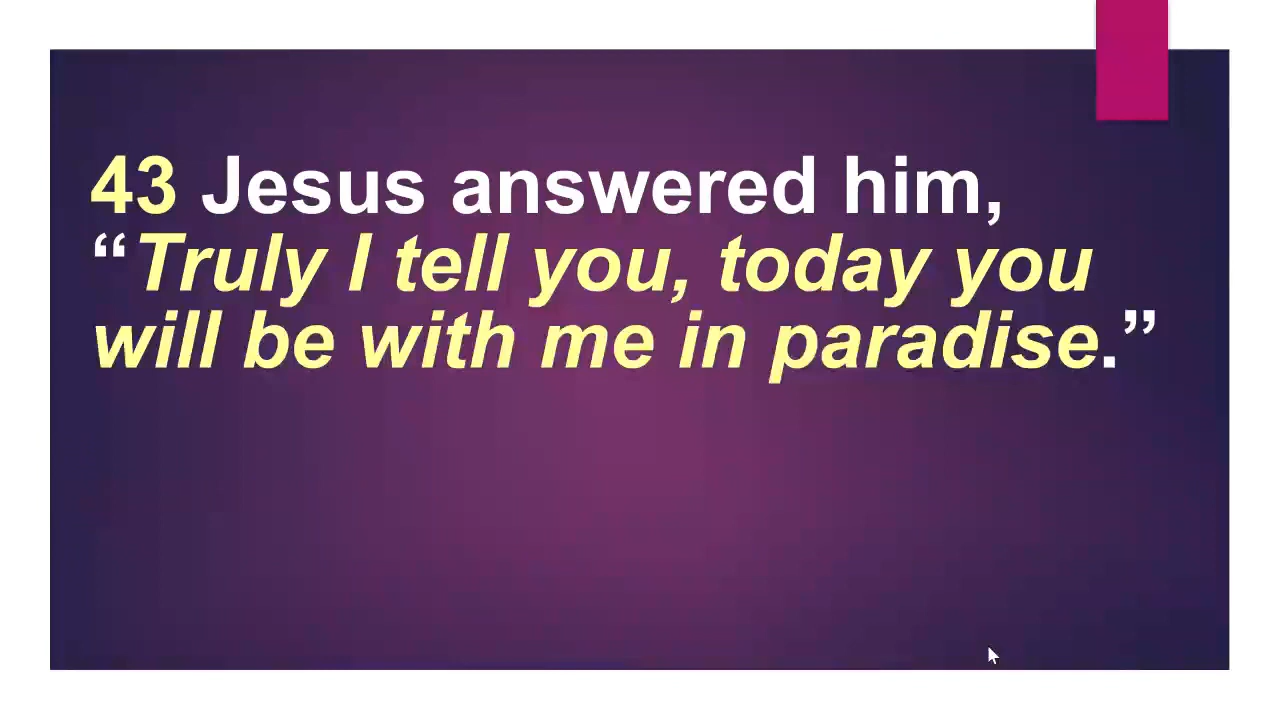 43 Jesus answered him,
“Truly I tell you, today you
will be with me in paradise.”